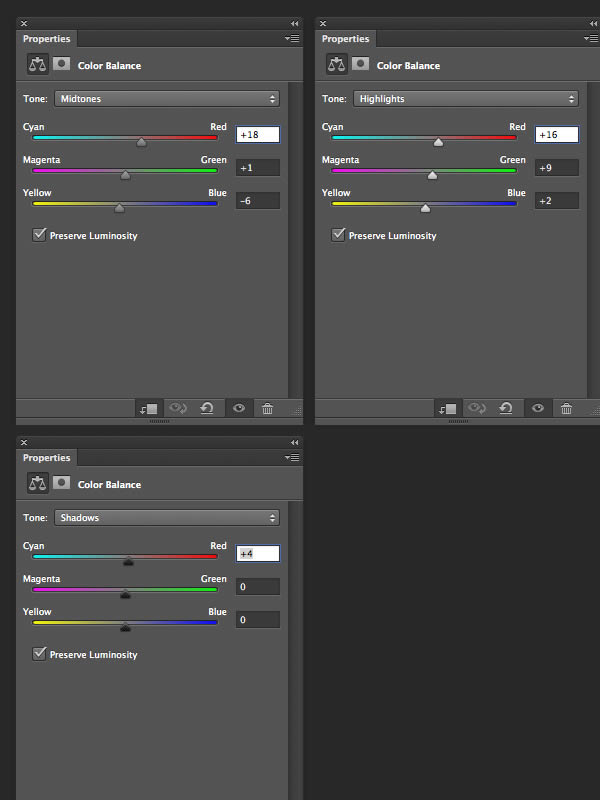 Properties
Color Balance
Tone: Midtones
Cyan Red +18
Magenta Green +1
Yellow Blue -6
Preserve Luminosity
Properties
Color Balance
Tone: Highlights
Cyan Red +16
Magenta Green +9
Yellow Blue +2
Preserve Luminosity
Properties
Color Balance
Tone: Shadows
Cyan Red +4
Magenta Green 0
Yellow Blue 0
Preserve Luminosity